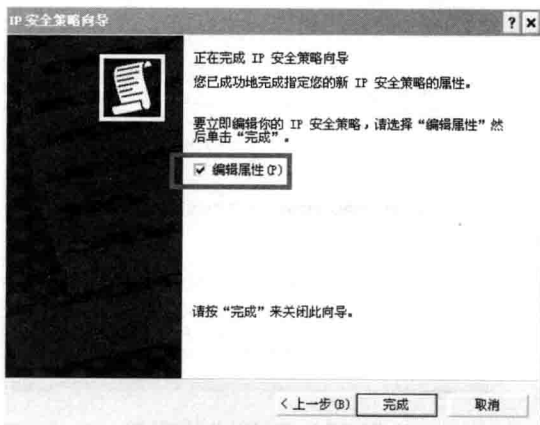 IP 安全策略向导
正在完成 IP 安全策略向导
您已成功地完成指定您的新 IP 安全策略的属性。
要立即编辑你的 IP 安全策略，请选择“编辑属性”然
后单击“完成”。
编辑属性(P)
请按“完成”来关闭此向导。
< 上一步(B)
完成
取消